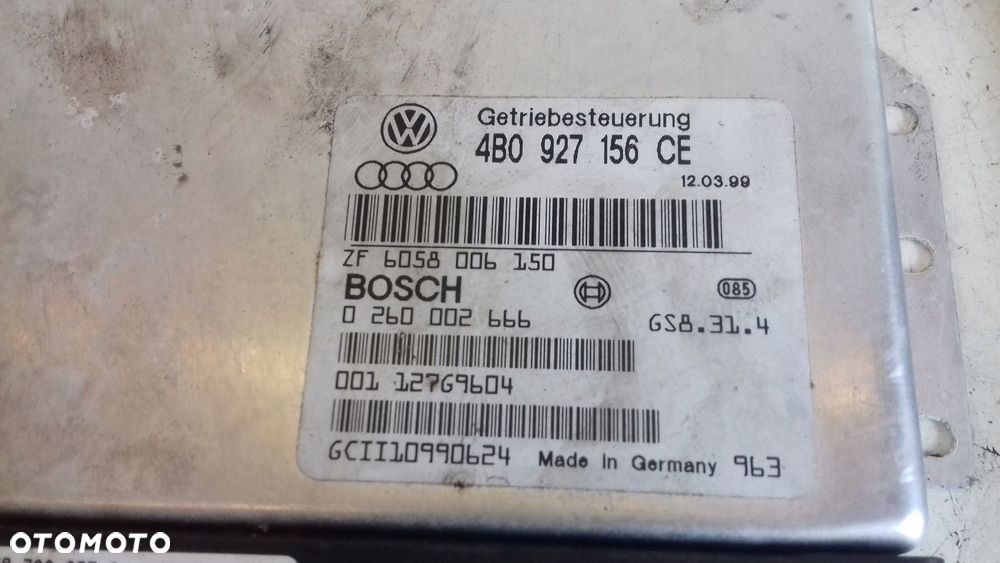 Getriebesteuerung
4B0 927 156 CE
12.03.99
ZF 6058 006 150
BOSCH
085
0 260 002 666
GS8.31.4
001 12769604
GCII10990624 Made in Germany 963
OTOMOTO